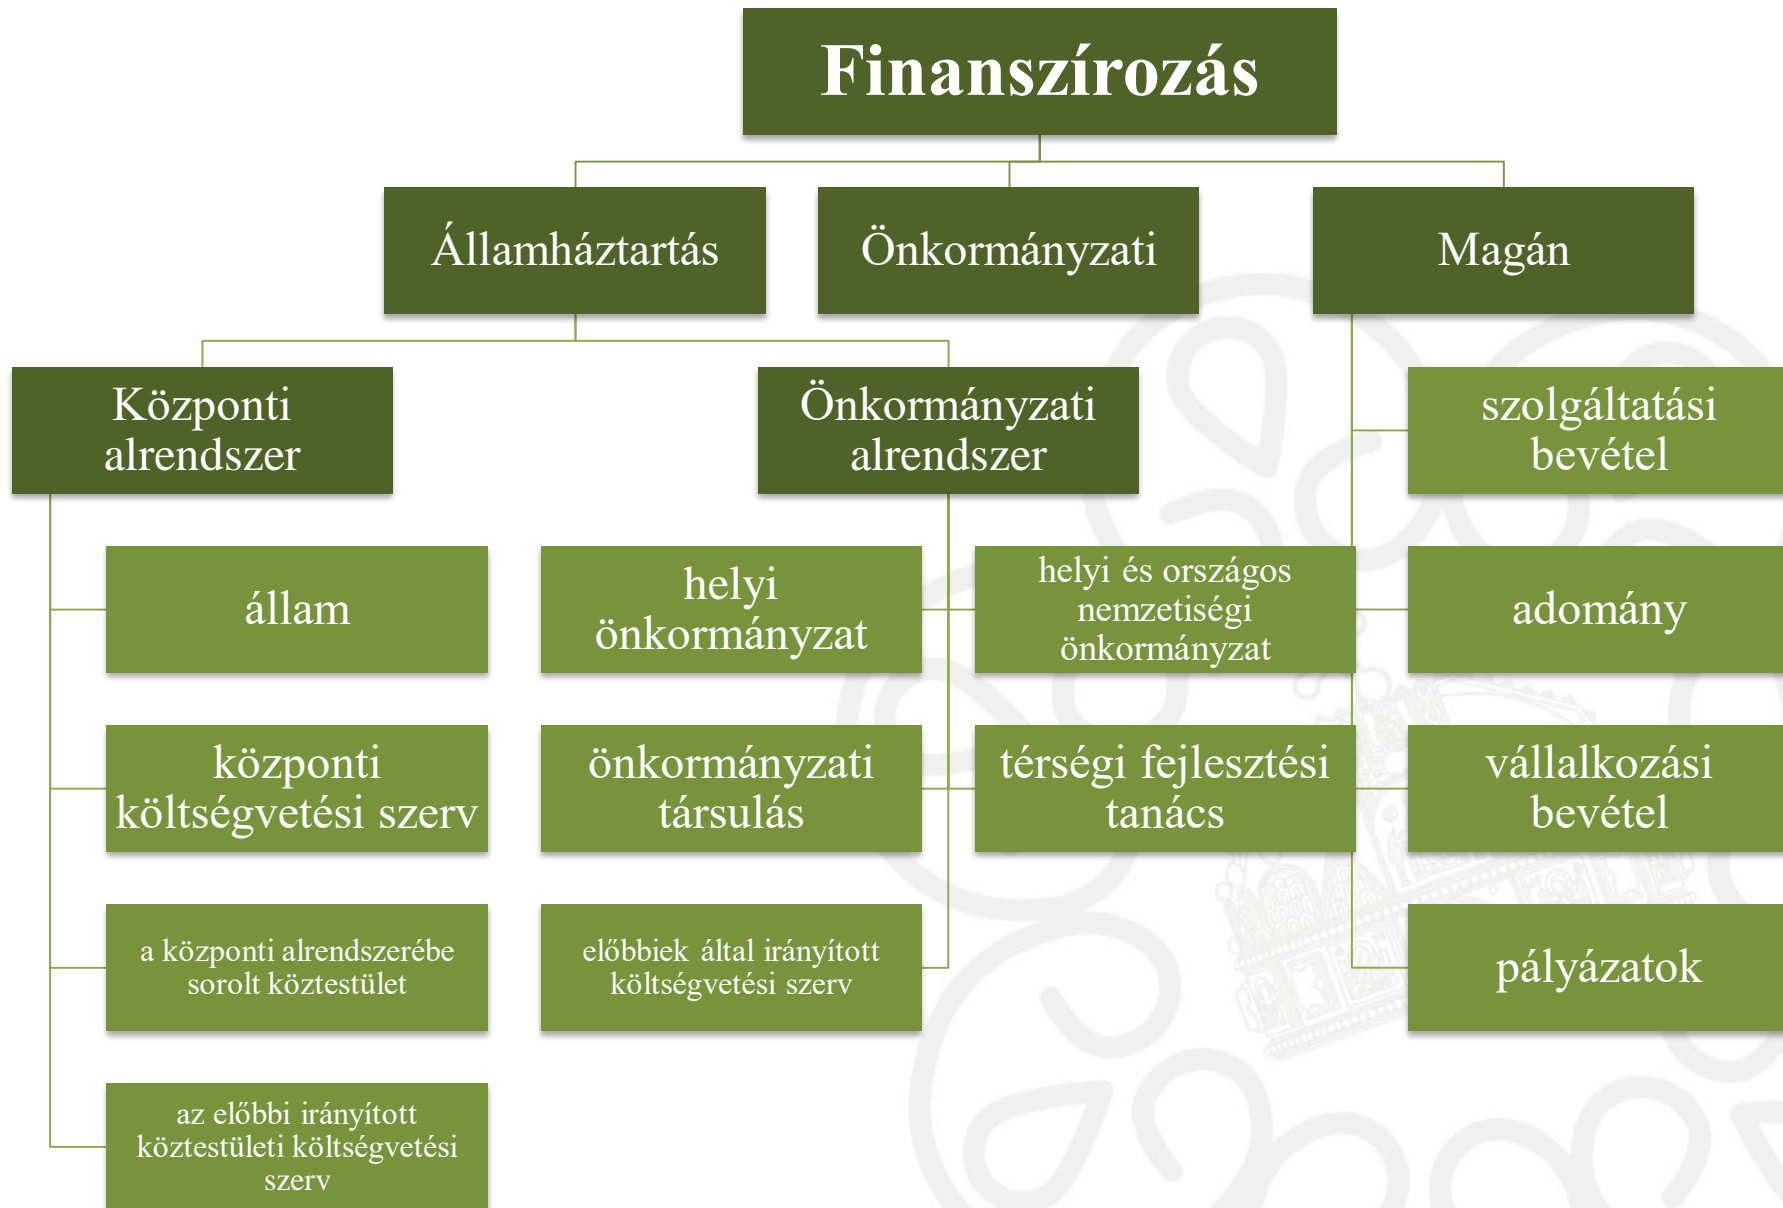 Finanszírozás
Államháztartás
Önkormányzati
Magán
Központi
alrendszer
Önkormányzati
alrendszer
szolgáltatási
bevétel
állam
helyi
önkormányzat
helyi és országos
nemzetiségi
önkormányzat
adomány
központi
költségvetési szerv
önkormányzati
társulás
térségi fejlesztési
tanács
vállalkozási
bevétel
a központi alrendszerébe
sorolt köztestület
előbbiek által irányított
költségvetési szerv
pályázatok
az előbbi irányított
köztestületi költségvetési
szerv